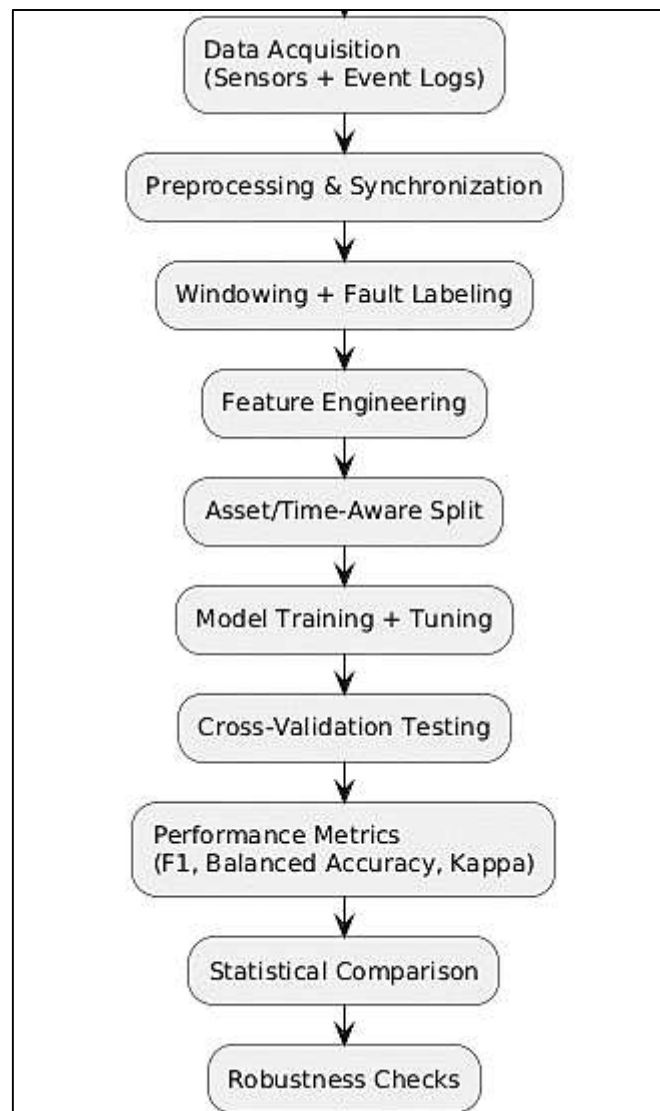 Data Acquisition
(Sensors + Event Logs)
Preprocessing & Synchronization
Windowing + Fault Labeling
Feature Engineering
Asset/Time-Aware Split
Model Training + Tuning
Cross-Validation Testing
Performance Metrics
(F1, Balanced Accuracy, Kappa)
Statistical Comparison
Robustness Checks